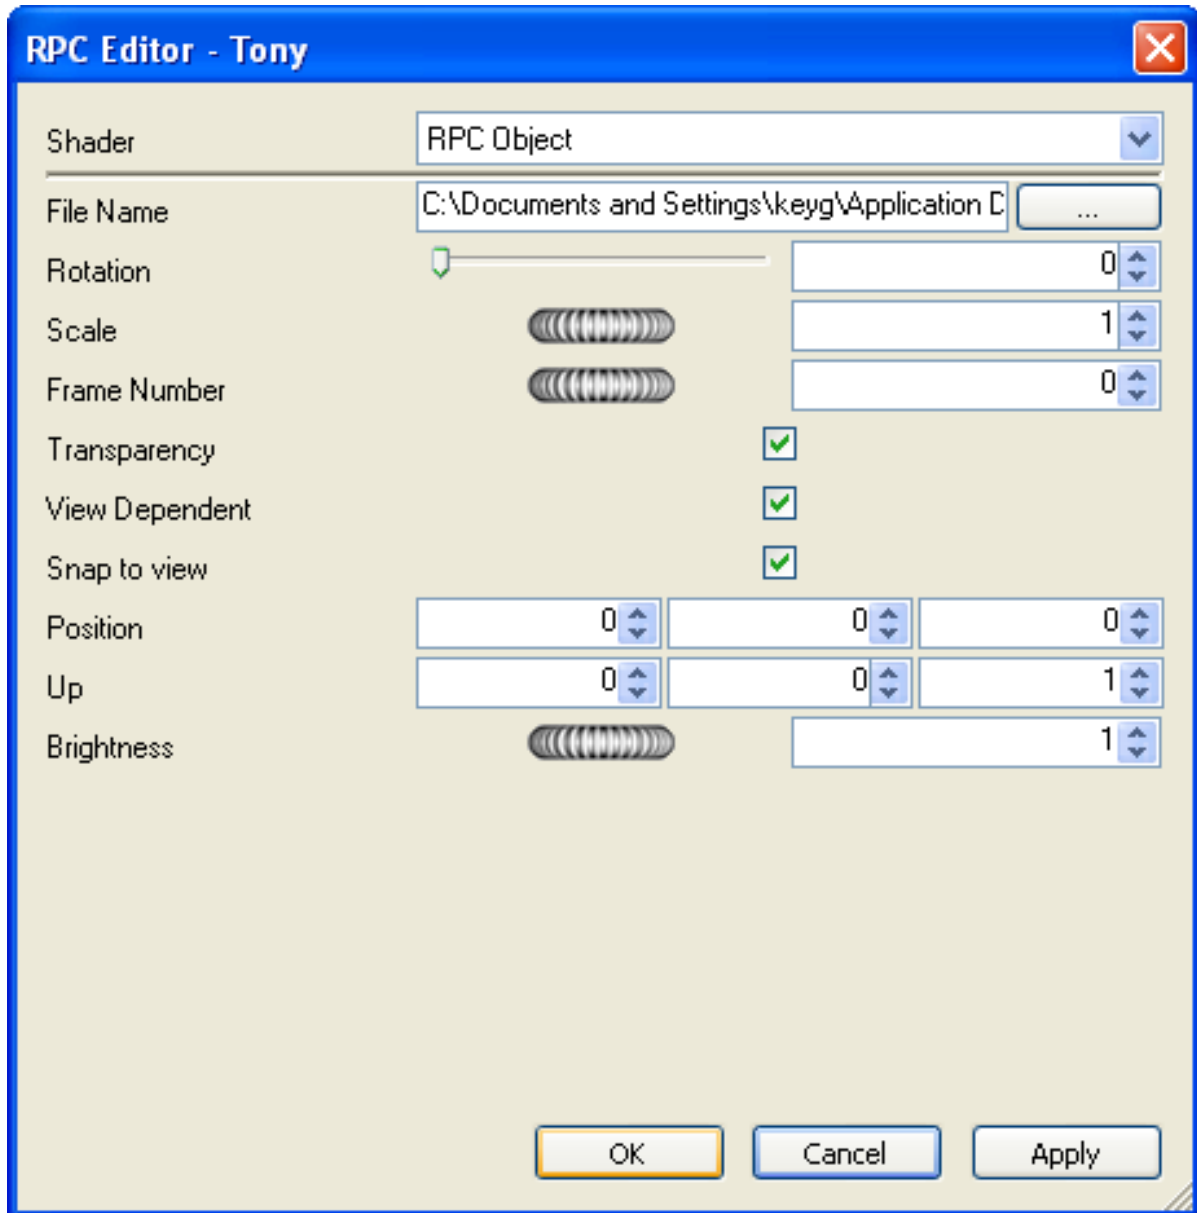 RPC Editor - Tony
Shader RPC Object
File Name C:\Documents and Settings\keyg\Application D ...
Rotation 0
Scale 1
Frame Number 0
Transparency
View Dependent
Snap to view
Position 0 0 0
Up 0 0 1
Brightness 1
OK Cancel Apply